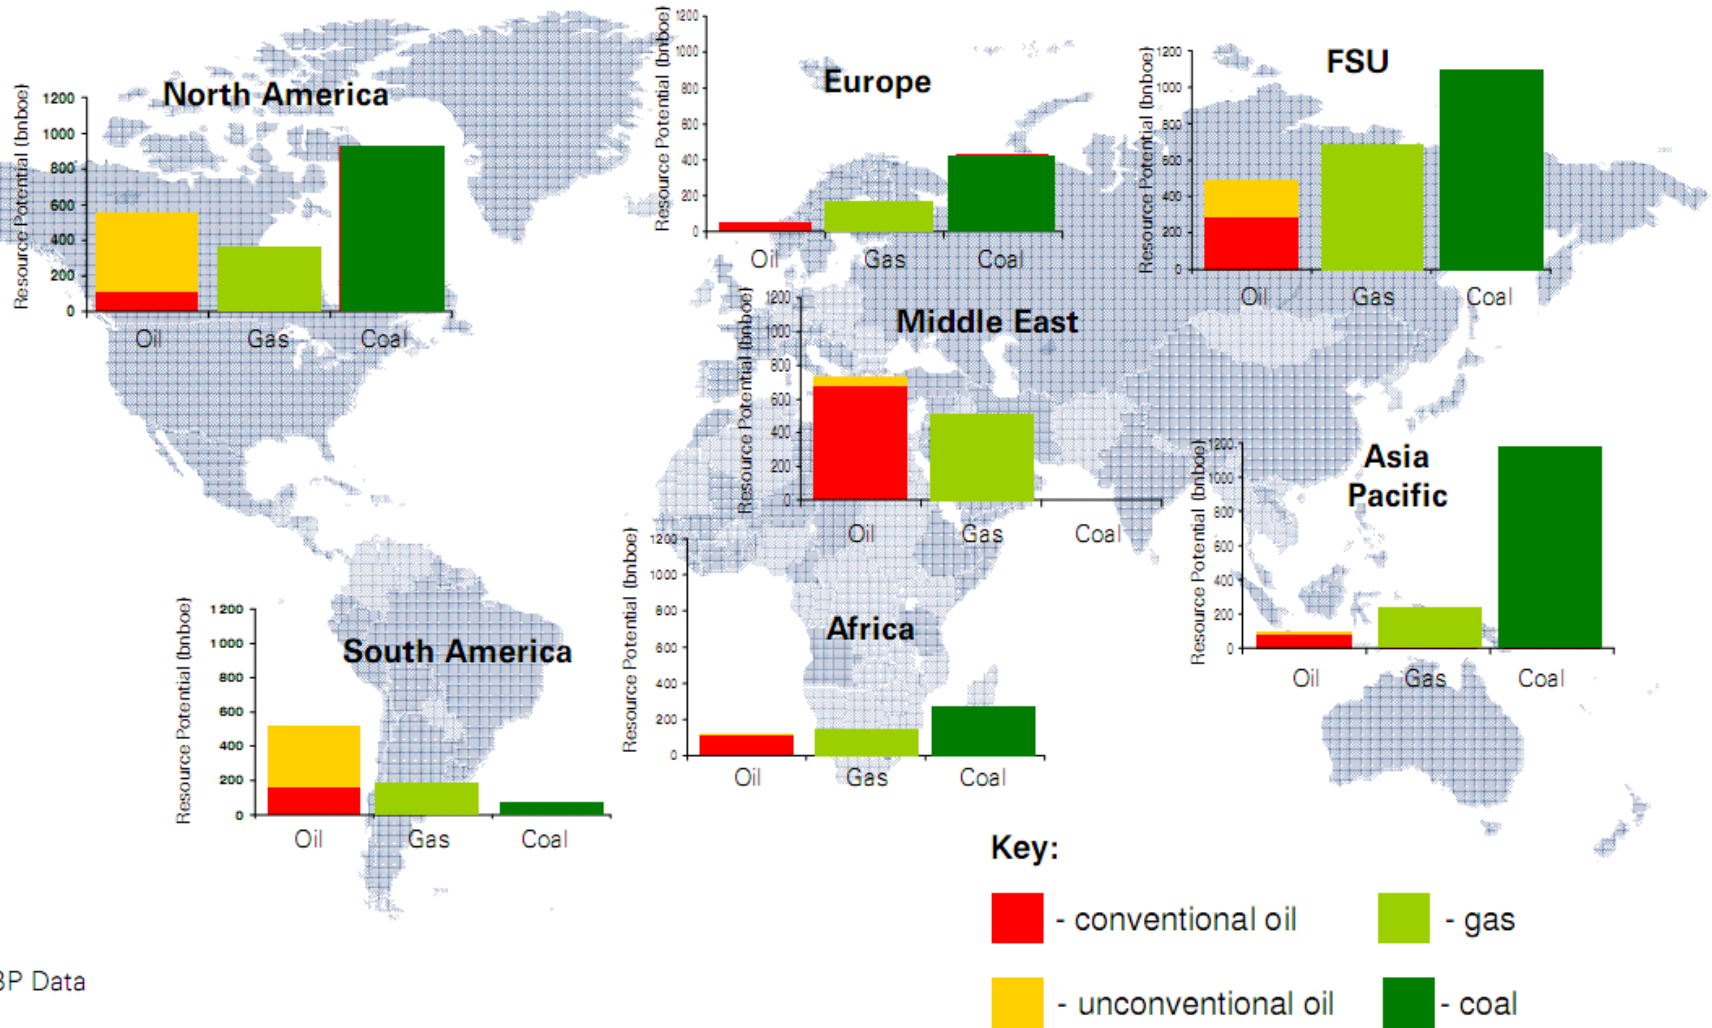 North America
Resource Potential (bnboe)
1200
1000
800
600
400
200
0
Oil Gas Coal
Europe
Resource Potential (bnboe)
1200
1000
800
600
400
200
0
Oil Gas Coal
FSU
Resource Potential (bnboe)
1200
1000
800
600
400
200
0
Oil Gas Coal
Middle East
Resource Potential (bnboe)
1200
1000
800
600
400
200
0
Oil Gas Coal
Asia
Pacific
Resource Potential (bnboe)
1200
1000
800
600
400
200
0
Oil Gas Coal
South America
Resource Potential (bnboe)
1200
1000
800
600
400
200
0
Oil Gas Coal
Africa
Resource Potential (bnboe)
1200
1000
800
600
400
200
0
Oil Gas Coal
Key:
- conventional oil - gas
- unconventional oil - coal
BP Data